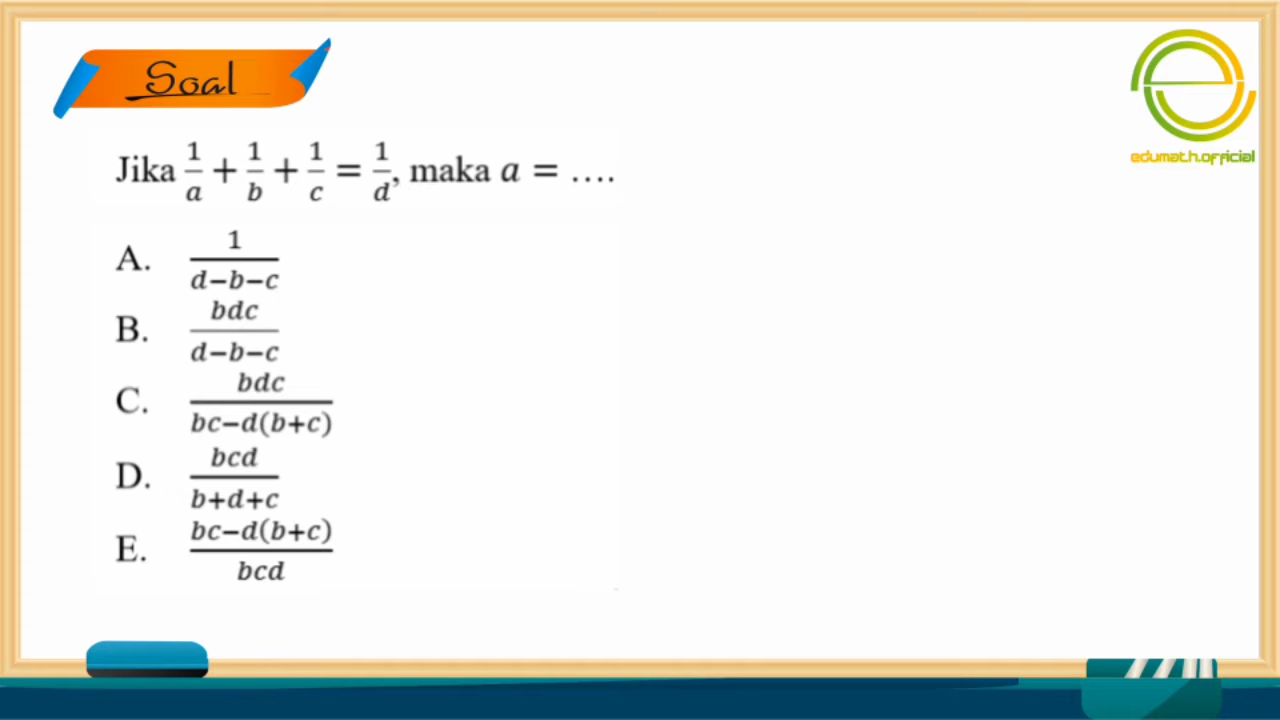 Soal
edumath.official
Jika 1/a + 1/b + 1/c = 1/d, maka a = ....
A. 1/(d−b−c)
B. bdc/(d−b−c)
C. bdc/(bc−d(b+c))
D. bcd/(b+d+c)
E. (bc−d(b+c))/bcd